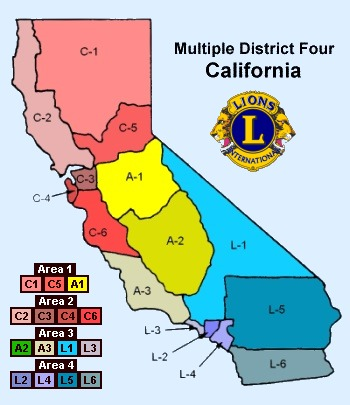 Multiple District Four
California
LIONS
L
INTERNATIONAL
C-1
C-2
C-5
C-3
A-1
C-4
C-6
A-2
L-1
A-3
L-5
L-3
L-2
L-4
L-6
Area 1
C1 C5 A1
Area 2
C2 C3 C4 C6
Area 3
A2 A3 L1 L3
Area 4
L2 L4 L5 L6